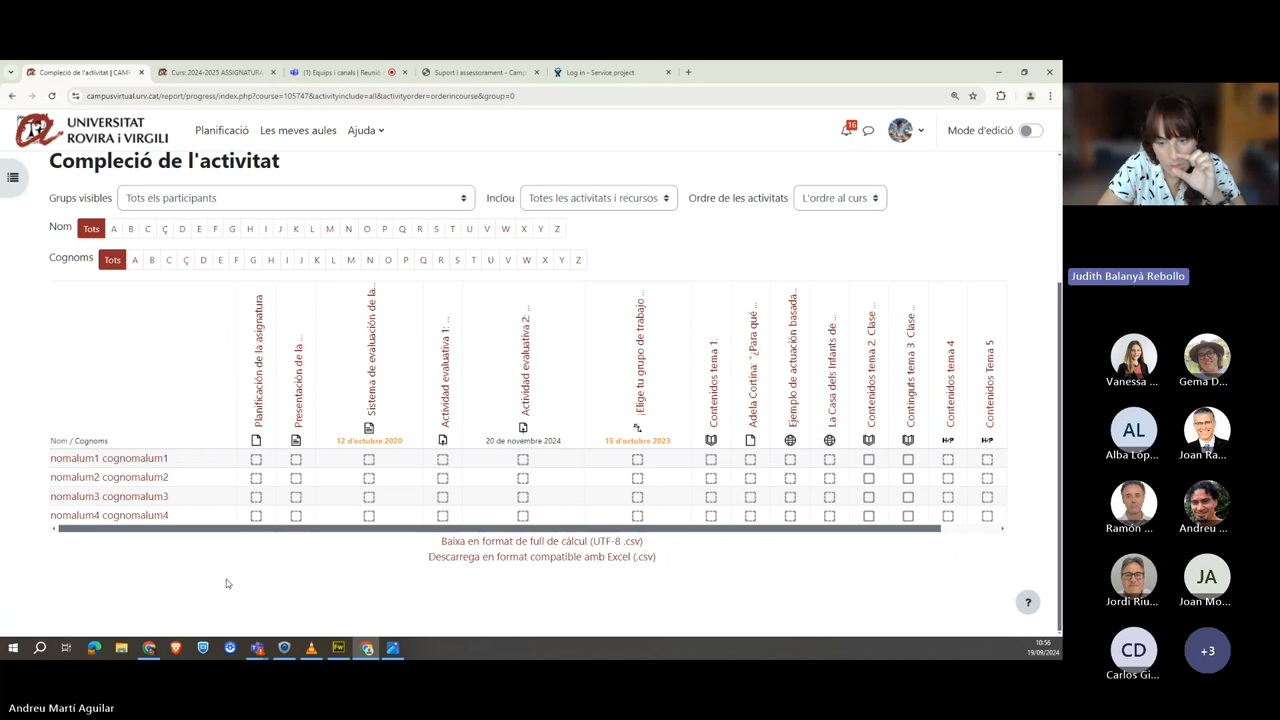 Compleció de l'activitat | CAMP
Curs: 2024-2025 ASSIGNATURA
(1) Equips i canals | Reunió
Suport i assessorament - Camp
Log in - Service project
campusvirtual.urv.cat/report/progress/index.php?course=105747&activityinclude=all&activityorder=orderincourse&group=0
UNIVERSITAT
ROVIRA i VIRGILI
Planificació
Les meves aules
Ajuda
16
Mode d'edició
Compleció de l'activitat
Grups visibles
Tots els participants
Inclou
Totes les activitats i recursos
Ordre de les activitats
L'ordre al curs
Nom
Tots A B C Ç D E F G H I J K L M N O P Q R S T U V W X Y Z
Cognoms
Tots A B C Ç D E F G H I J K L M N O P Q R S T U V W X Y Z
Planificación de la asignatura
Presentación de la ...
Sistema de evaluación de la...
Actividad evaluativa 1: ...
Actividad evaluativa 2: ...
¡Elige tu grupo de trabajo ...
Contenidos tema 1.
Adela Cortina: "¿Para qué ...
Ejemplo de actuación basada...
La Casa dels Infants de ...
Contenidos tema 2. Clase ...
Continguts tema 3. Clase ...
Contenidos tema 4
Contenidos Tema 5
Nom / Cognoms
12 d'octubre 2020
20 de novembre 2024
15 d'octubre 2023
H-P
H-P
nomalum1 cognomalum1
nomalum2 cognomalum2
nomalum3 cognomalum3
nomalum4 cognomalum4
Baixa en format de full de càlcul (UTF-8 .csv)
Descarrega en format compatible amb Excel (.csv)
?
Fw
10:56
19/09/2024
Judith Balanyà Rebollo
Vanessa ...
Gema D...
AL
Alba Lóp...
Joan Ra...
Ramón ...
Andreu ...
Jordi Riu...
JA
Joan Mo...
CD
Carlos Gi...
+3
Andreu Martí Aguilar